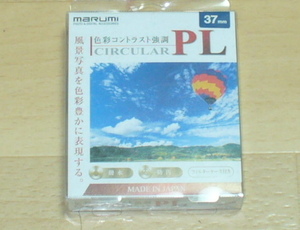 marumi
37mm
色彩コントラスト強調
CIRCULAR PL
風景写真を色彩豊かに表現する。
MADE IN JAPAN